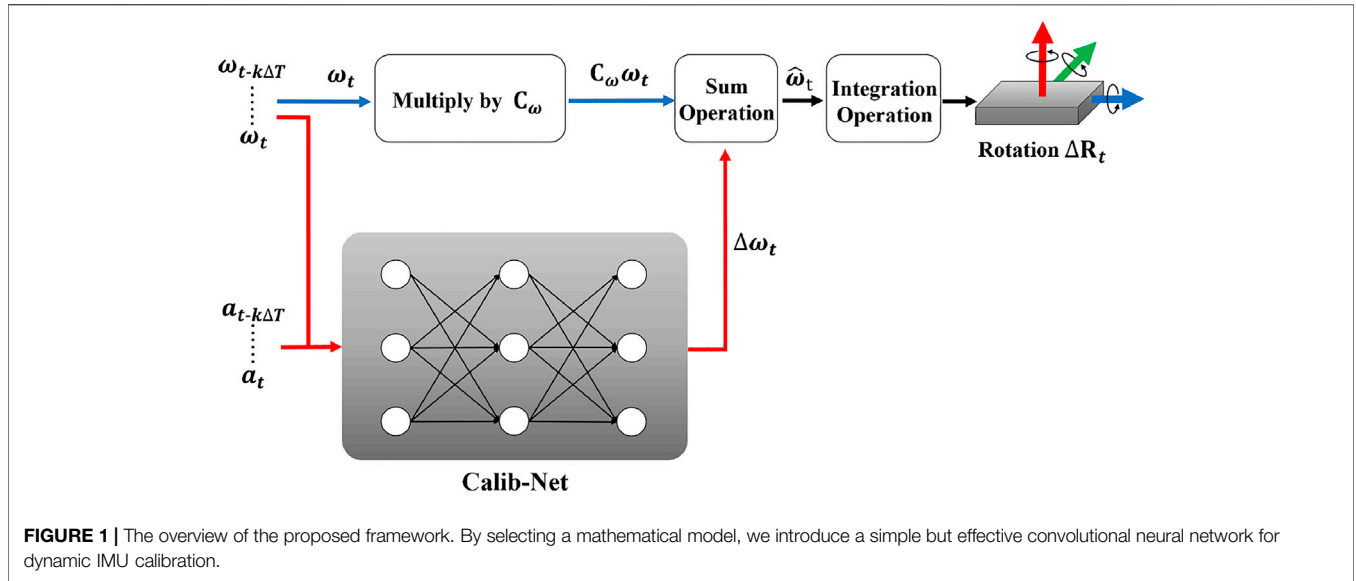 ω_{t-kΔT}
ω_t
ω_t
Multiply by C_ω
C_ω ω_t
Sum
Operation
ω̂_t
Integration
Operation
Rotation ΔR_t
Δω_t
a_{t-kΔT}
a_t
Calib-Net
FIGURE 1 | The overview of the proposed framework. By selecting a mathematical model, we introduce a simple but effective convolutional neural network for
dynamic IMU calibration.